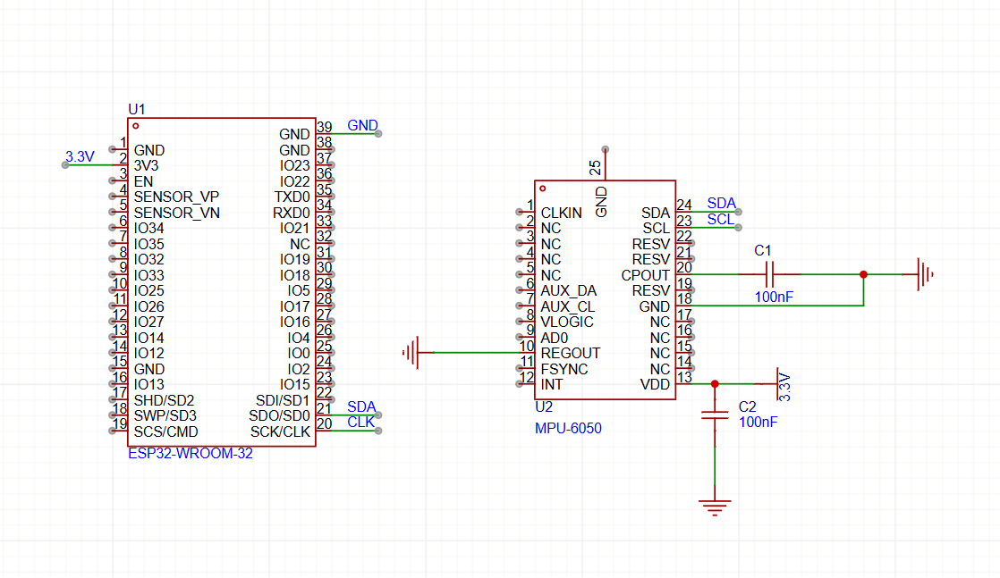 U1
3.3V
GND
1 GND
2 3V3
3 EN
4 SENSOR_VP
5 SENSOR_VN
6 IO34
7 IO35
8 IO32
9 IO33
10 IO25
11 IO26
12 IO27
13 IO14
14 IO12
15 GND
16 IO13
17 SHD/SD2
18 SWP/SD3
19 SCS/CMD
GND 39
GND 38
IO23 37
IO22 36
TXD0 35
RXD0 34
IO21 33
NC 32
IO19 31
IO18 30
IO5 29
IO17 28
IO16 27
IO4 26
IO0 25
IO2 24
IO15 23
SDI/SD1 22
SDO/SD0 21
SCK/CLK 20
SDA
CLK
ESP32-WROOM-32
25
GND
1 CLKIN
2 NC
3 NC
4 NC
5 NC
6 AUX_DA
7 AUX_CL
8 VLOGIC
9 AD0
10 REGOUT
11 FSYNC
12 INT
SDA 24
SCL 23
RESV 22
RESV 21
CPOUT 20
RESV 19
GND 18
NC 17
NC 16
NC 15
NC 14
VDD 13
SDA
SCL
C1
100nF
3.3V
U2
MPU-6050
C2
100nF